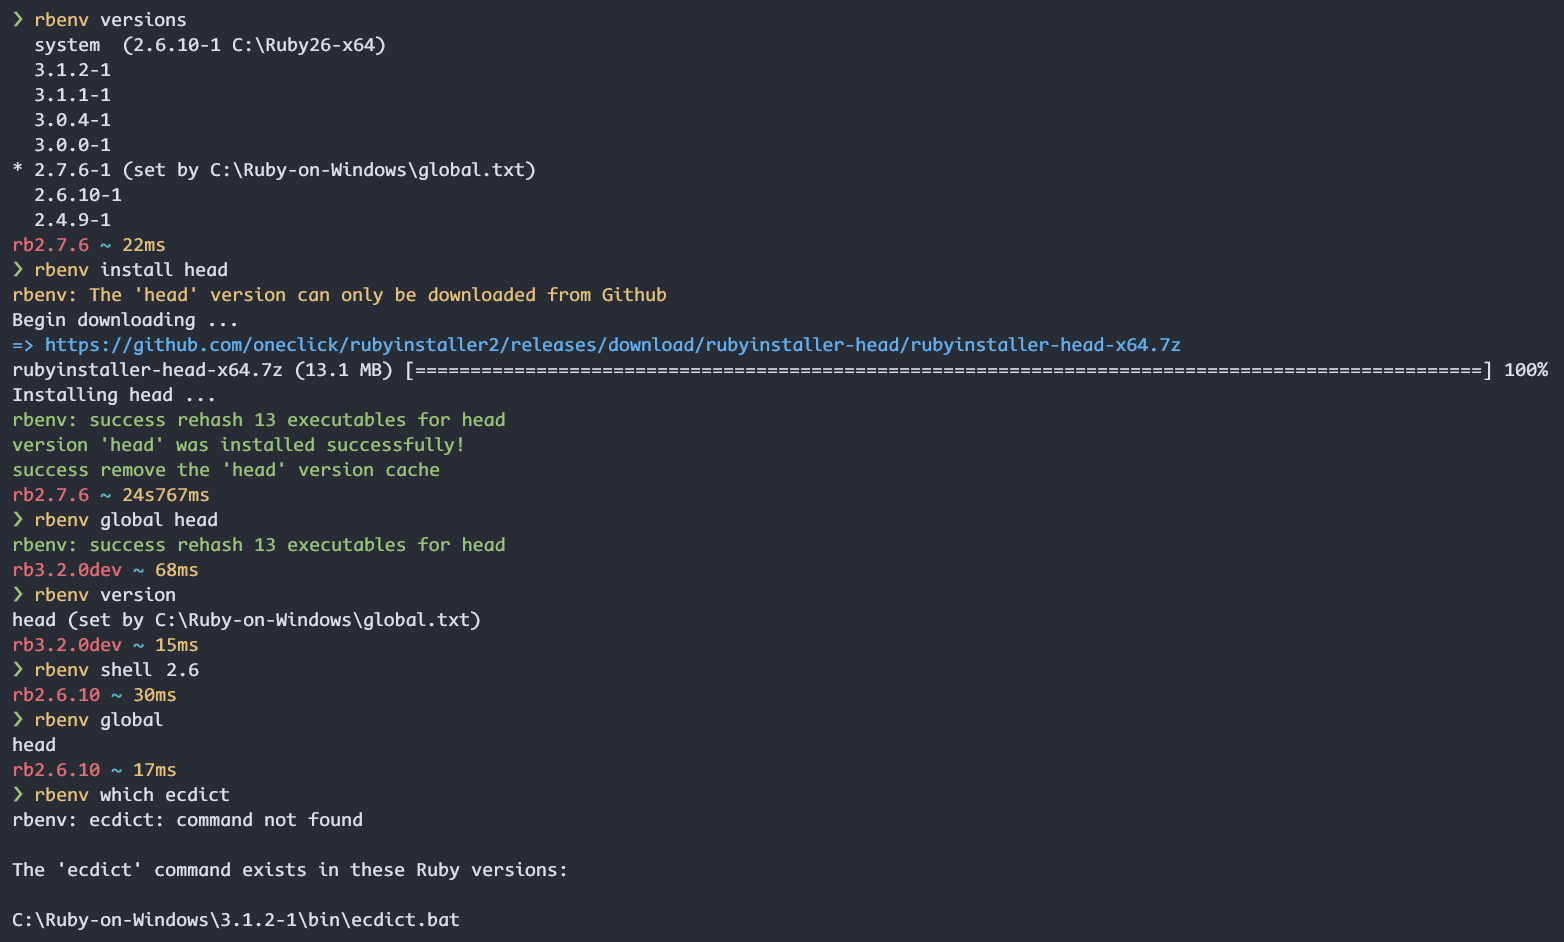 ❯ rbenv versions
  system  (2.6.10-1 C:\Ruby26-x64)
  3.1.2-1
  3.1.1-1
  3.0.4-1
  3.0.0-1
* 2.7.6-1 (set by C:\Ruby-on-Windows\global.txt)
  2.6.10-1
  2.4.9-1
rb2.7.6 ~ 22ms
❯ rbenv install head
rbenv: The 'head' version can only be downloaded from Github
Begin downloading ...
=> https://github.com/oneclick/rubyinstaller2/releases/download/rubyinstaller-head/rubyinstaller-head-x64.7z
rubyinstaller-head-x64.7z (13.1 MB) [=================================================================================================] 100%
Installing head ...
rbenv: success rehash 13 executables for head
version 'head' was installed successfully!
success remove the 'head' version cache
rb2.7.6 ~ 24s767ms
❯ rbenv global head
rbenv: success rehash 13 executables for head
rb3.2.0dev ~ 68ms
❯ rbenv version
head (set by C:\Ruby-on-Windows\global.txt)
rb3.2.0dev ~ 15ms
❯ rbenv shell 2.6
rb2.6.10 ~ 30ms
❯ rbenv global
head
rb2.6.10 ~ 17ms
❯ rbenv which ecdict
rbenv: ecdict: command not found

The 'ecdict' command exists in these Ruby versions:

C:\Ruby-on-Windows\3.1.2-1\bin\ecdict.bat